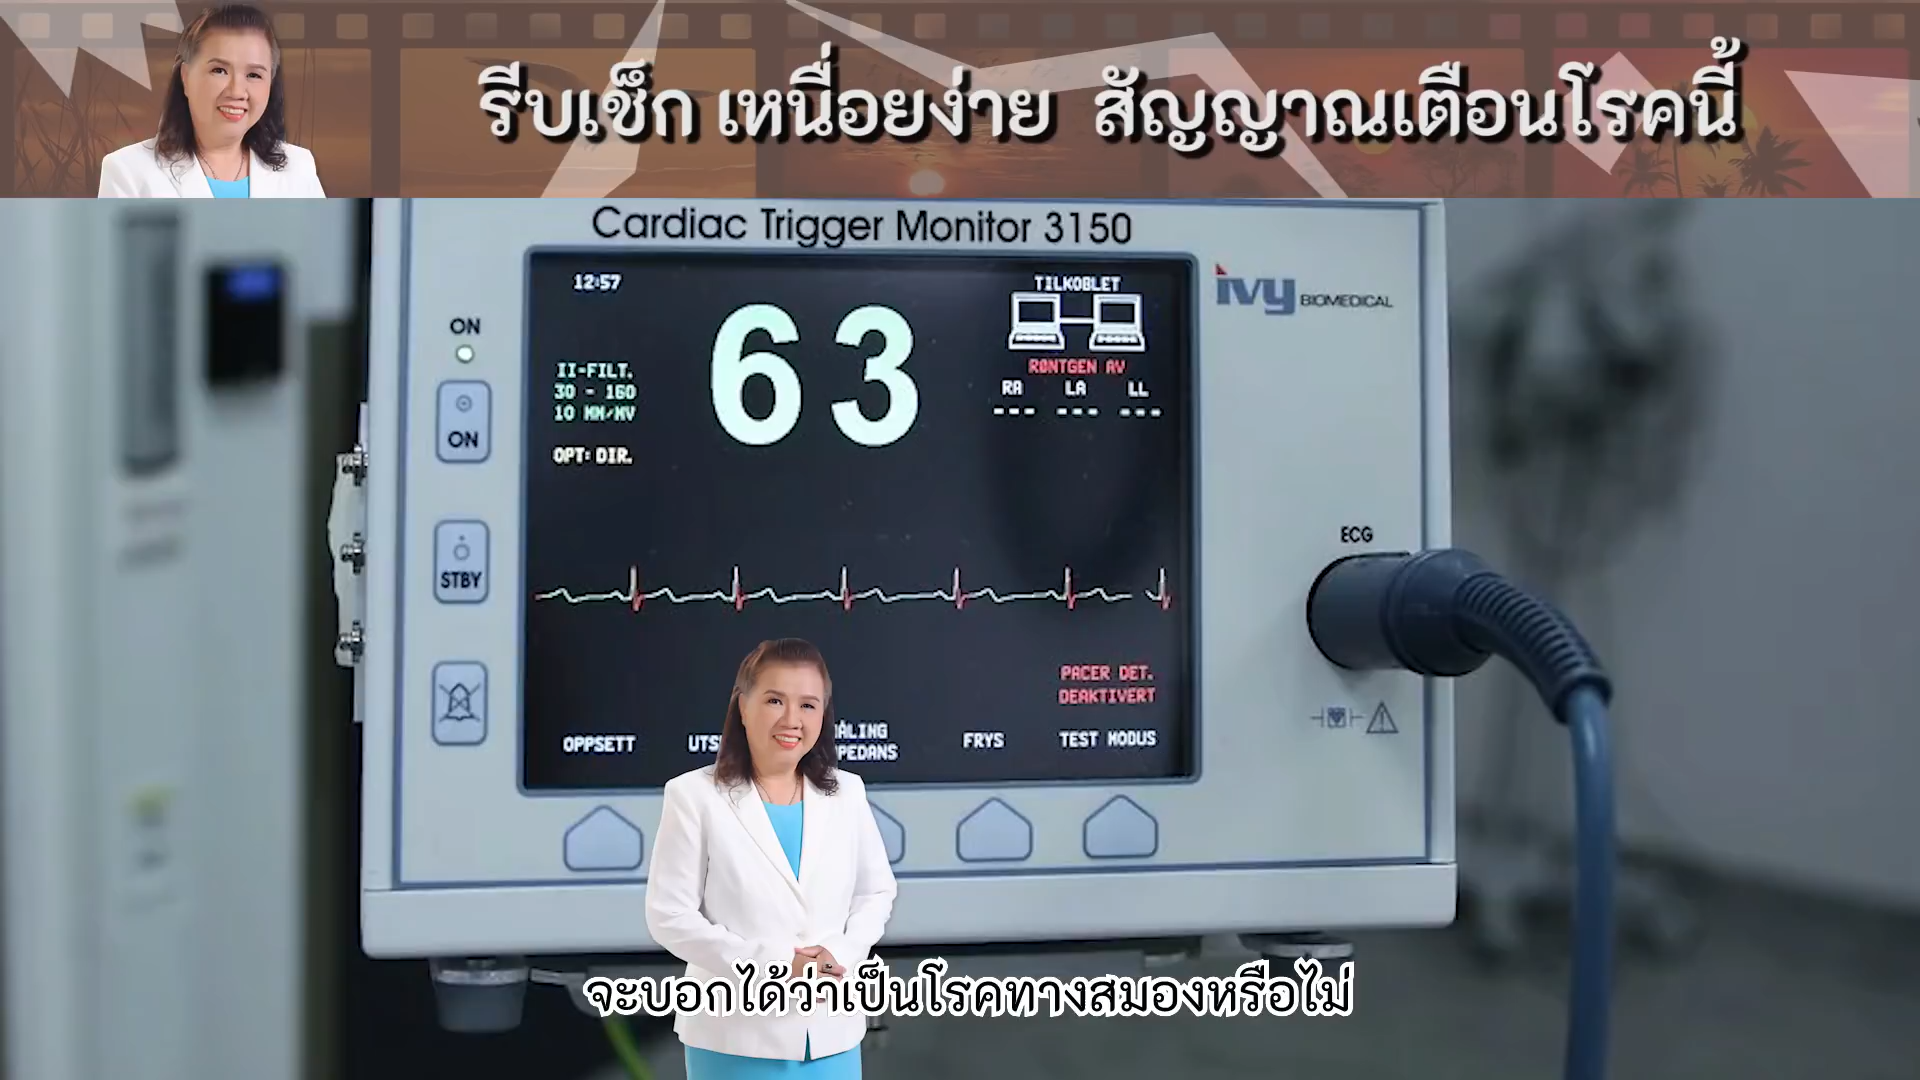 รีบเช็ก เหนื่อยง่าย สัญญาณเตือนโรคนี้
Cardiac Trigger Monitor 3150
12:57
63
TILKOBLET
ivy BIOMEDICAL
ON
II-FILT.
30 - 160
10 MM/MV
RØNTGEN AV
RA LA LL
--- --- ---
ON
OPT: DIR.
ECG
STBY
PACER DET.
DEAKTIVERT
OPPSETT
FRYS
TEST MODUS
จะบอกได้ว่าเป็นโรคทางสมองหรือไม่